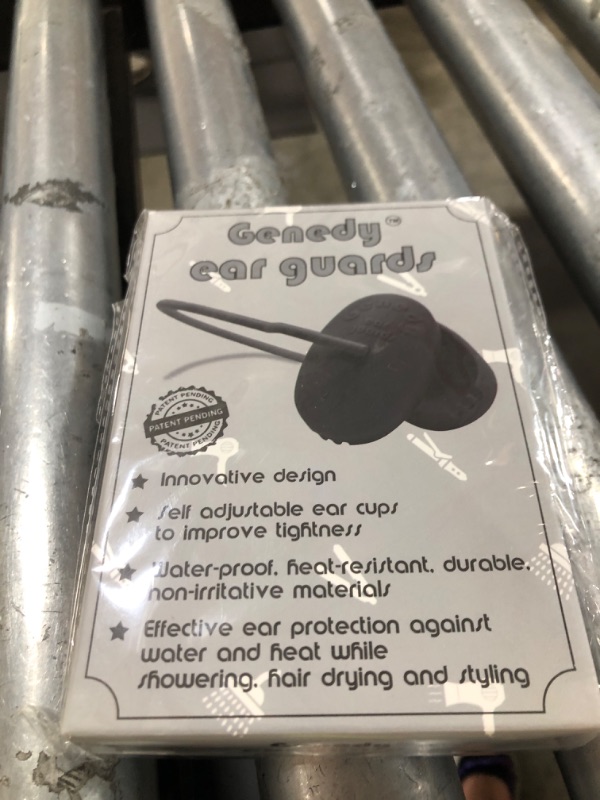 Genedy™
ear guards
PATENT PENDING
PATENT PENDING
PATENT PENDING
Innovative design
Self adjustable ear cups
to improve tightness
Water-proof, heat-resistant, durable,
non-irritative materials
Effective ear protection against
water and heat while
showering, hair drying and styling